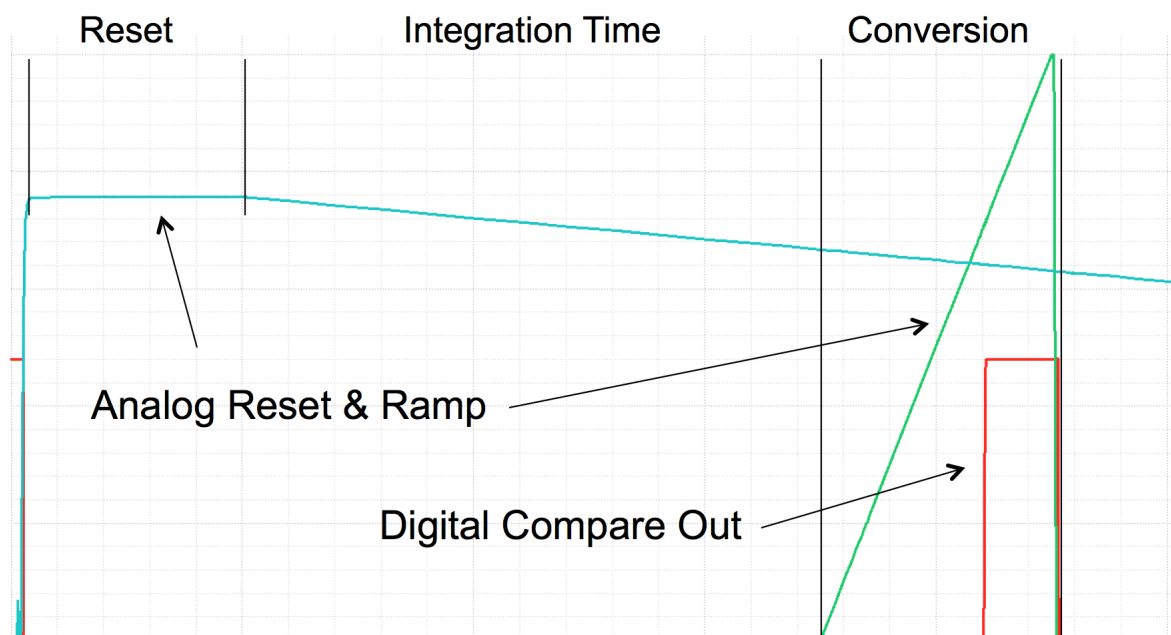 Reset
Integration Time
Conversion
Analog Reset & Ramp
Digital Compare Out